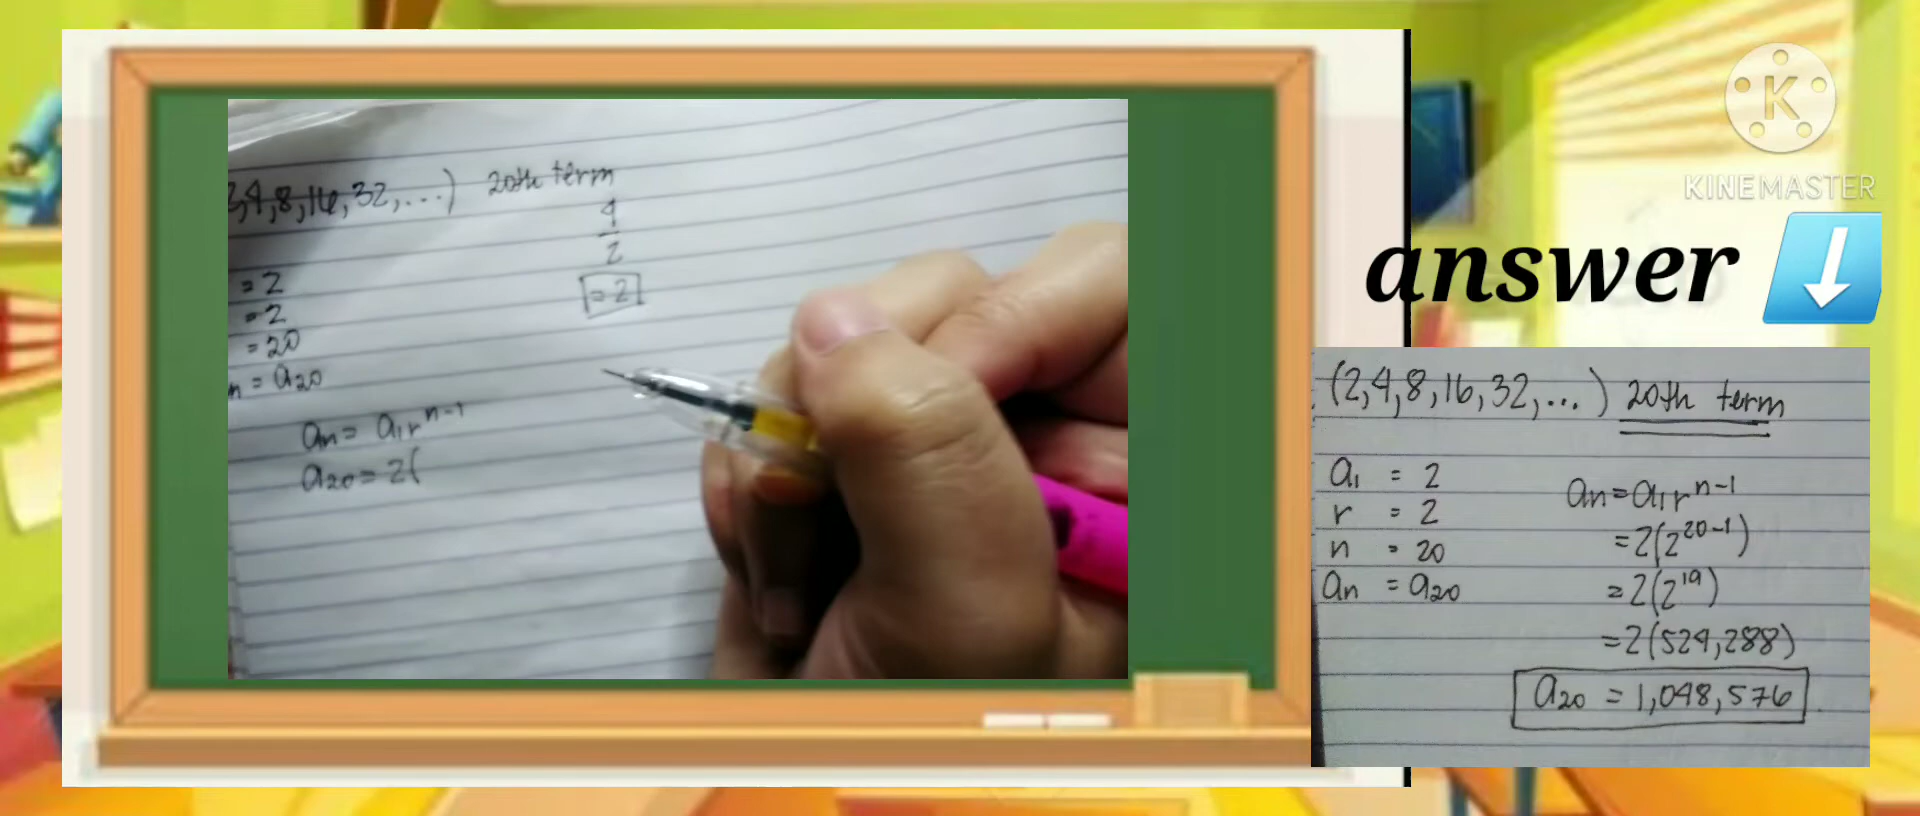 2,4,8,16,32,...) 20th term
4
2
= 2
= 2
= 2
= 20
n = a20
an = a1r^n-1
a20 = 2(
K
KINEMASTER
answer
(2,4,8,16,32,...) 20th term
a1 = 2
r = 2
n = 20
an = a20
an = a1r^n-1
= 2(2^20-1)
= 2(2^19)
= 2(524,288)
a20 = 1,048,576